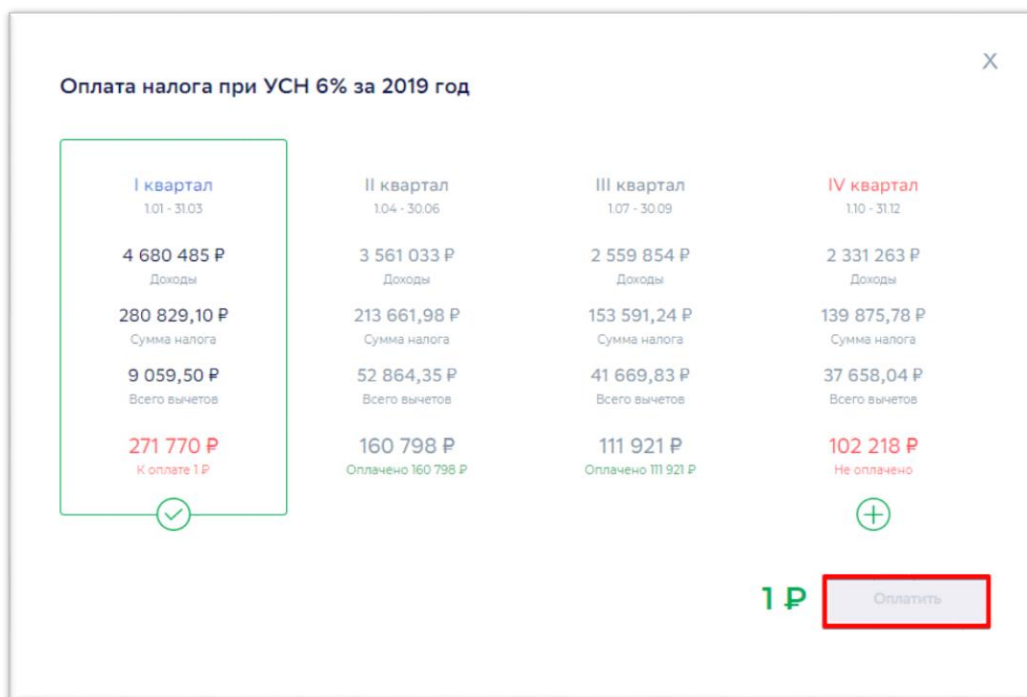 X
Оплата налога при УСН 6% за 2019 год
I квартал II квартал III квартал IV квартал
1.01 - 31.03 1.04 - 30.06 1.07 - 30.09 1.10 - 31.12
4 680 485 ₽ 3 561 033 ₽ 2 559 854 ₽ 2 331 263 ₽
Доходы Доходы Доходы Доходы
280 829,10 ₽ 213 661,98 ₽ 153 591,24 ₽ 139 875,78 ₽
Сумма налога Сумма налога Сумма налога Сумма налога
9 059,50 ₽ 52 864,35 ₽ 41 669,83 ₽ 37 658,04 ₽
Всего вычетов Всего вычетов Всего вычетов Всего вычетов
271 770 ₽ 160 798 ₽ 111 921 ₽ 102 218 ₽
К оплате 1 ₽ Оплачено 160 798 ₽ Оплачено 111 921 ₽ Не оплачено
1 ₽ Оплатить